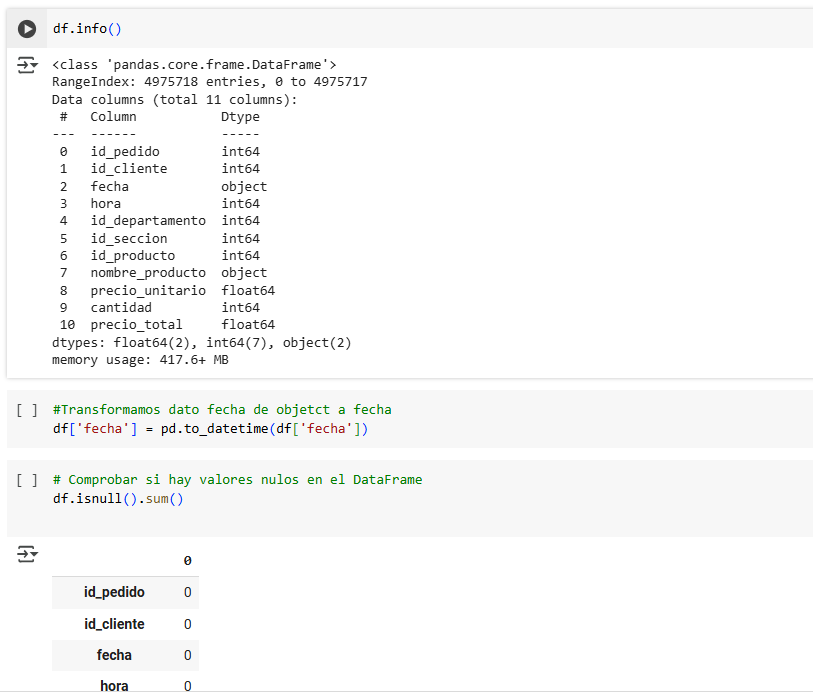 df.info()
<class 'pandas.core.frame.DataFrame'>
RangeIndex: 4975718 entries, 0 to 4975717
Data columns (total 11 columns):
 #   Column           Dtype
---  ------           -----
 0   id_pedido        int64
 1   id_cliente       int64
 2   fecha            object
 3   hora             int64
 4   id_departamento  int64
 5   id_seccion       int64
 6   id_producto      int64
 7   nombre_producto  object
 8   precio_unitario  float64
 9   cantidad         int64
 10  precio_total     float64
dtypes: float64(2), int64(7), object(2)
memory usage: 417.6+ MB
[ ] #Transformamos dato fecha de objetct a fecha
df['fecha'] = pd.to_datetime(df['fecha'])
[ ] # Comprobar si hay valores nulos en el DataFrame
df.isnull().sum()
0
id_pedido 0
id_cliente 0
fecha 0
hora 0